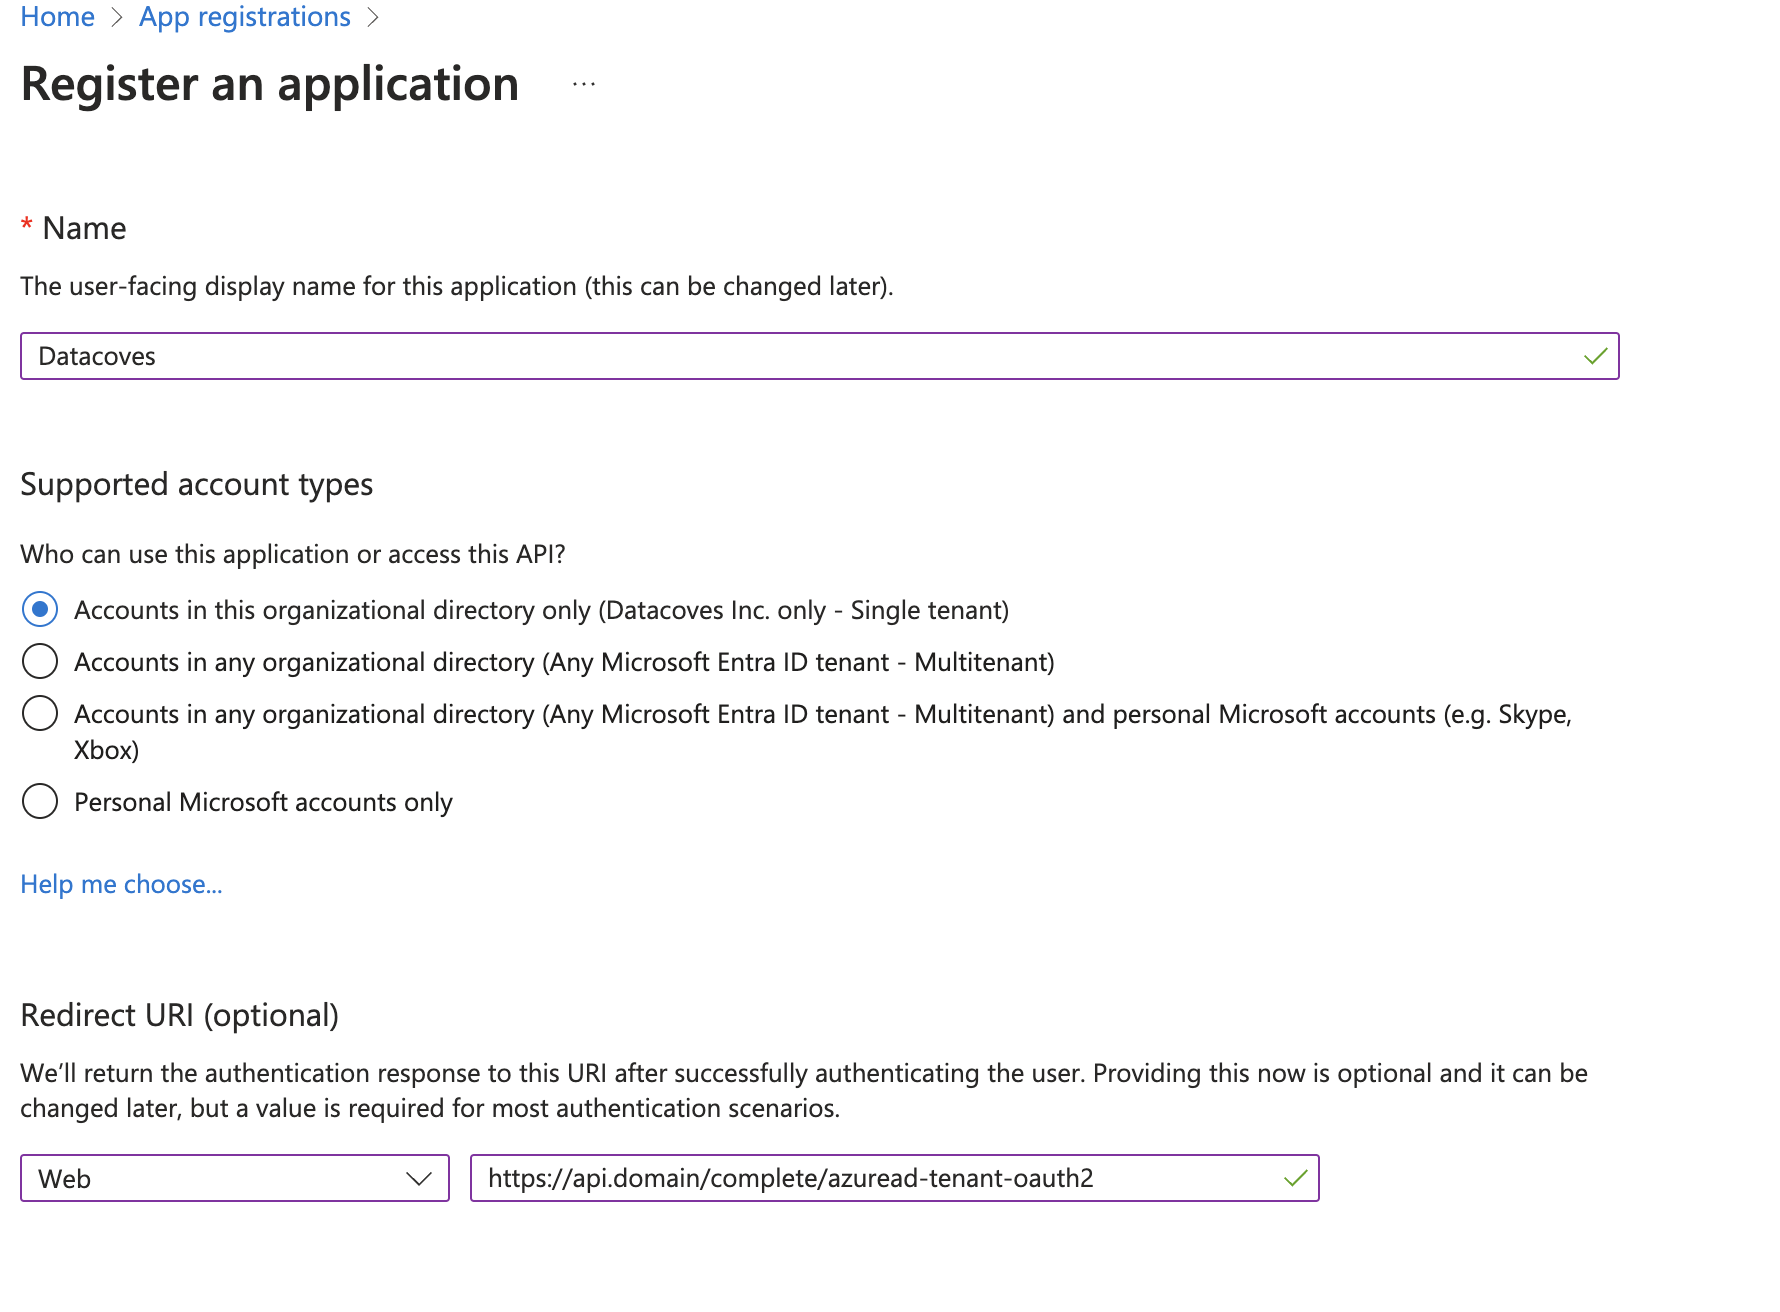 Home > App registrations >
Register an application ...
* Name
The user-facing display name for this application (this can be changed later).
Datacoves
Supported account types
Who can use this application or access this API?
Accounts in this organizational directory only (Datacoves Inc. only - Single tenant)
Accounts in any organizational directory (Any Microsoft Entra ID tenant - Multitenant)
Accounts in any organizational directory (Any Microsoft Entra ID tenant - Multitenant) and personal Microsoft accounts (e.g. Skype,
Xbox)
Personal Microsoft accounts only
Help me choose...
Redirect URI (optional)
We’ll return the authentication response to this URI after successfully authenticating the user. Providing this now is optional and it can be
changed later, but a value is required for most authentication scenarios.
Web https://api.domain/complete/azuread-tenant-oauth2